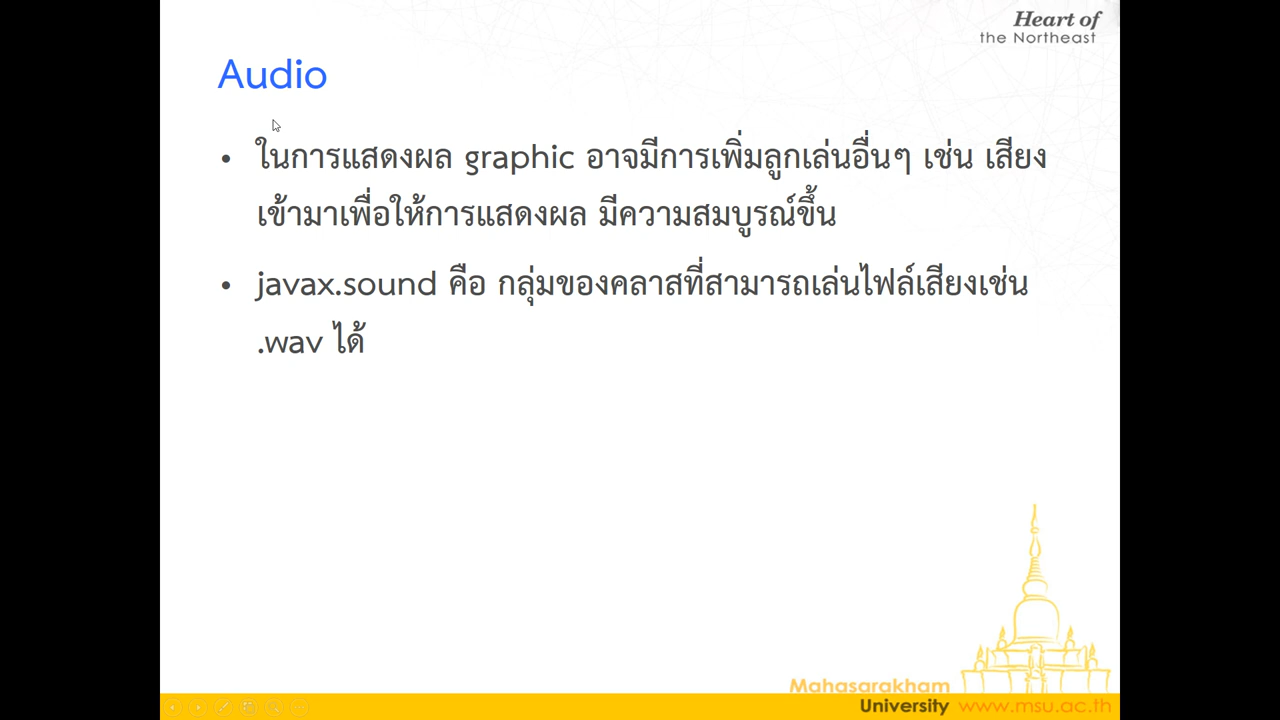 Heart of
the Northeast
Audio
• ในการแสดงผล graphic อาจมีการเพิ่มลูกเล่นอื่นๆ เช่น เสียง
เข้ามาเพื่อให้การแสดงผล มีความสมบูรณ์ขึ้น
• javax.sound คือ กลุ่มของคลาสที่สามารถเล่นไฟล์เสียงเช่น
.wav ได้
Mahasarakham
University www.msu.ac.th